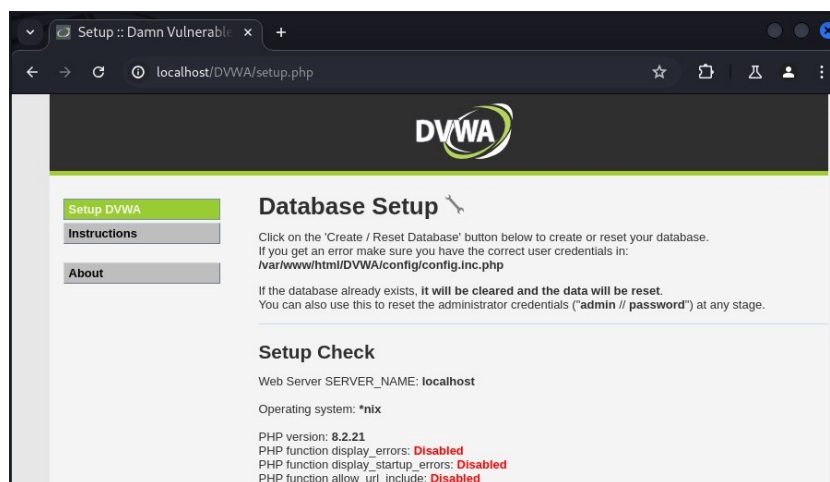 Setup :: Damn Vulnerable
localhost/DVWA/setup.php
DVWA
Setup DVWA
Instructions
About
Database Setup
Click on the 'Create / Reset Database' button below to create or reset your database.
If you get an error make sure you have the correct user credentials in:
/var/www/html/DVWA/config/config.inc.php
If the database already exists, it will be cleared and the data will be reset.
You can also use this to reset the administrator credentials ("admin // password") at any stage.
Setup Check
Web Server SERVER_NAME: localhost
Operating system: *nix
PHP version: 8.2.21
PHP function display_errors: Disabled
PHP function display_startup_errors: Disabled
PHP function allow_url_include: Disabled